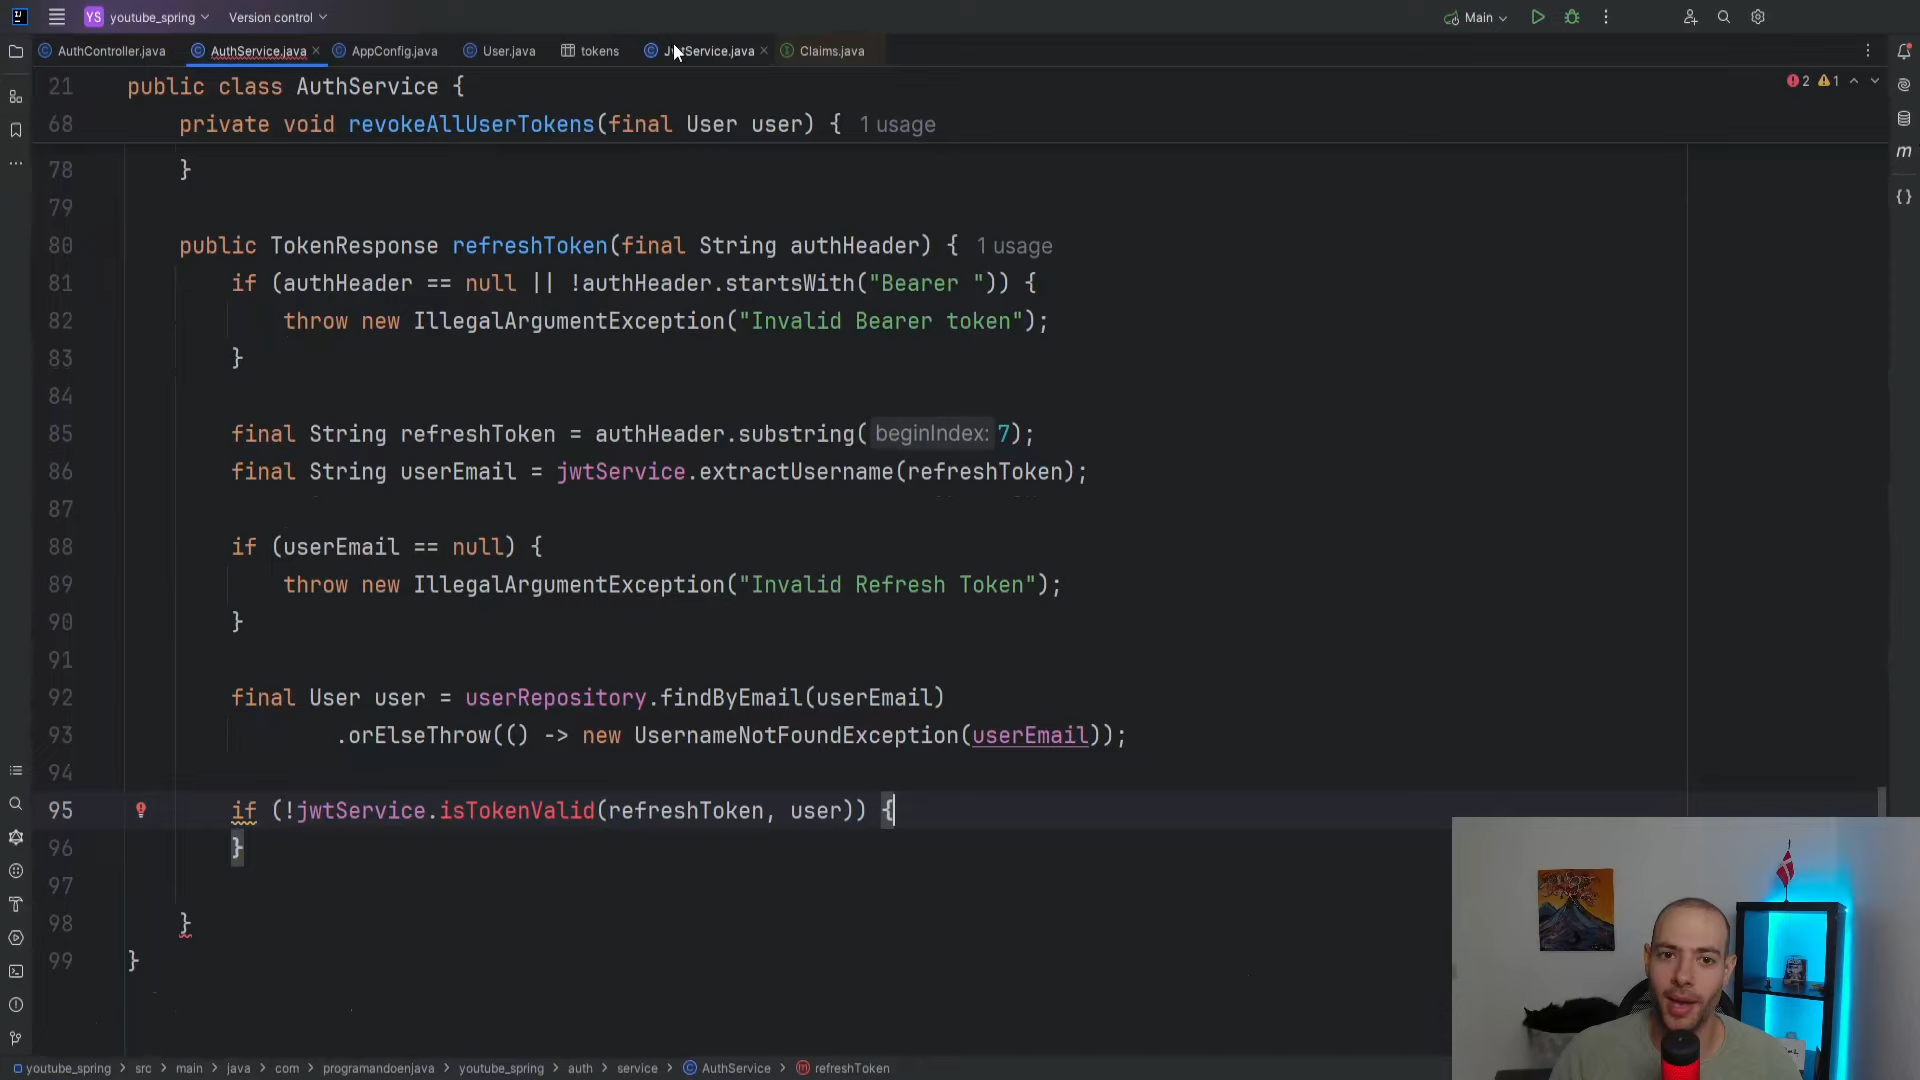 YS youtube_spring Version control Main
AuthController.java AuthService.java AppConfig.java User.java tokens JwtService.java Claims.java
21 public class AuthService {
2 1
68 private void revokeAllUserTokens(final User user) { 1 usage
78 }
79
80 public TokenResponse refreshToken(final String authHeader) { 1 usage
81 if (authHeader == null || !authHeader.startsWith("Bearer ")) {
82 throw new IllegalArgumentException("Invalid Bearer token");
83 }
84
85 final String refreshToken = authHeader.substring( beginIndex: 7);
86 final String userEmail = jwtService.extractUsername(refreshToken);
87
88 if (userEmail == null) {
89 throw new IllegalArgumentException("Invalid Refresh Token");
90 }
91
92 final User user = userRepository.findByEmail(userEmail)
93 .orElseThrow(() -> new UsernameNotFoundException(userEmail));
94
95 if (!jwtService.isTokenValid(refreshToken, user)) {
96 }
97
98 }
99 }
youtube_spring > src > main > java > com > programandoenjava > youtube_spring > auth > service > AuthService > refreshToken